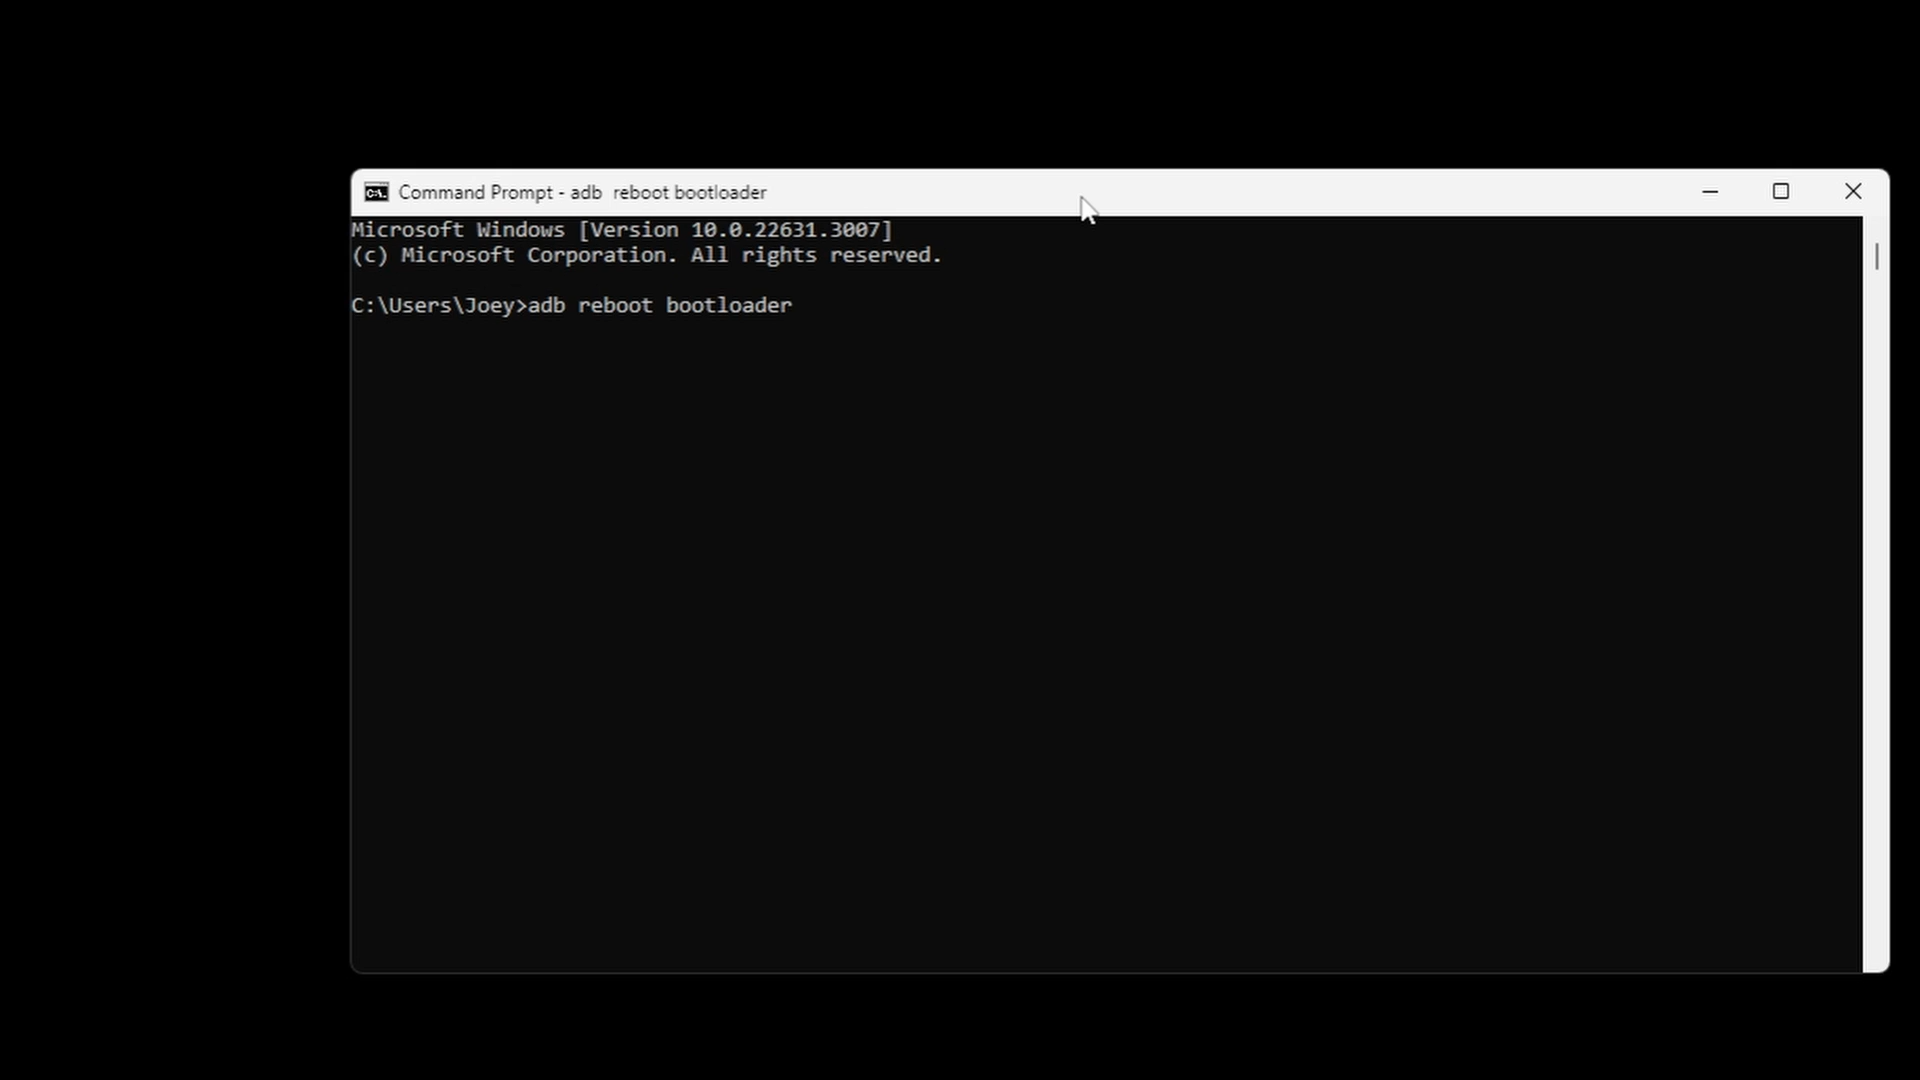 Command Prompt - adb  reboot bootloader
Microsoft Windows [Version 10.0.22631.3007]
(c) Microsoft Corporation. All rights reserved.
C:\Users\Joey>adb reboot bootloader